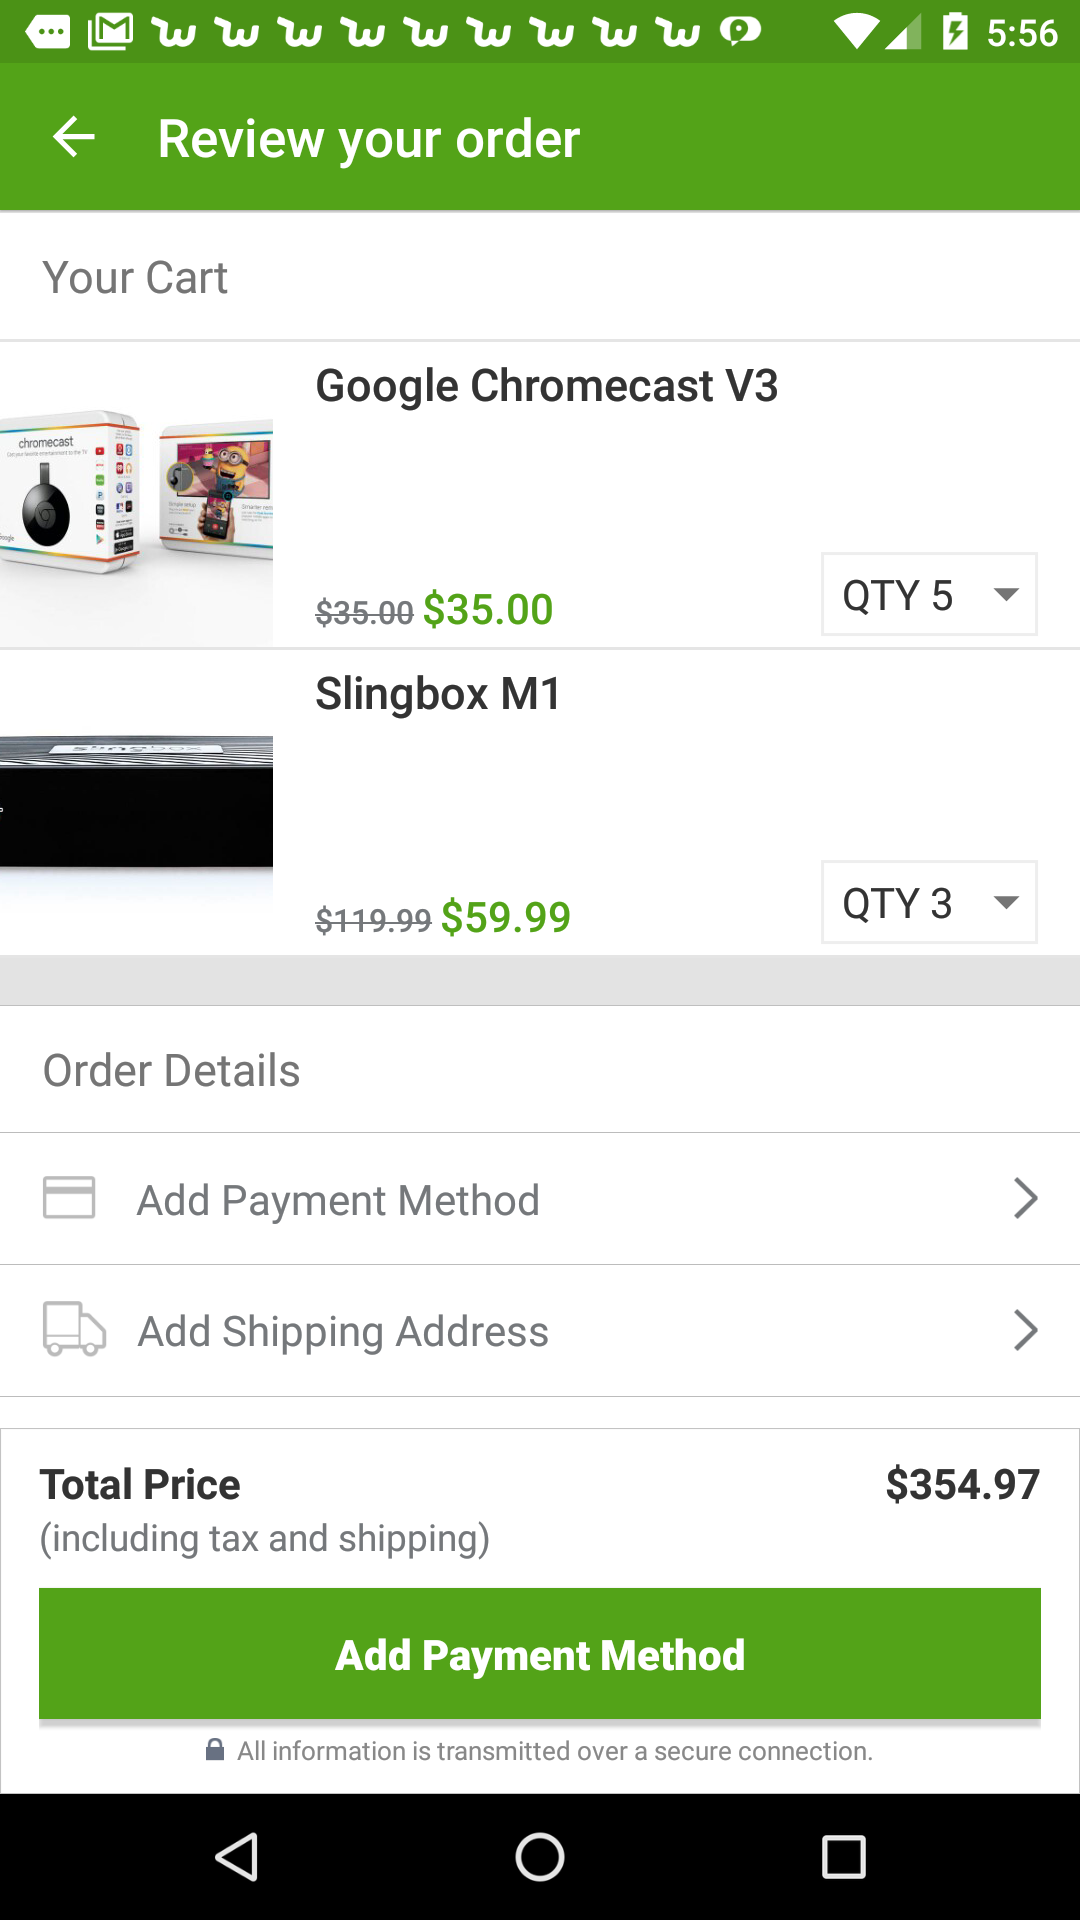 5:56
Review your order
Your Cart
Google Chromecast V3
chromecast
$35.00 $35.00
QTY 5
Slingbox M1
slingbox
$119.99 $59.99
QTY 3
Order Details
Add Payment Method
Add Shipping Address
Total Price
$354.97
(including tax and shipping)
Add Payment Method
All information is transmitted over a secure connection.